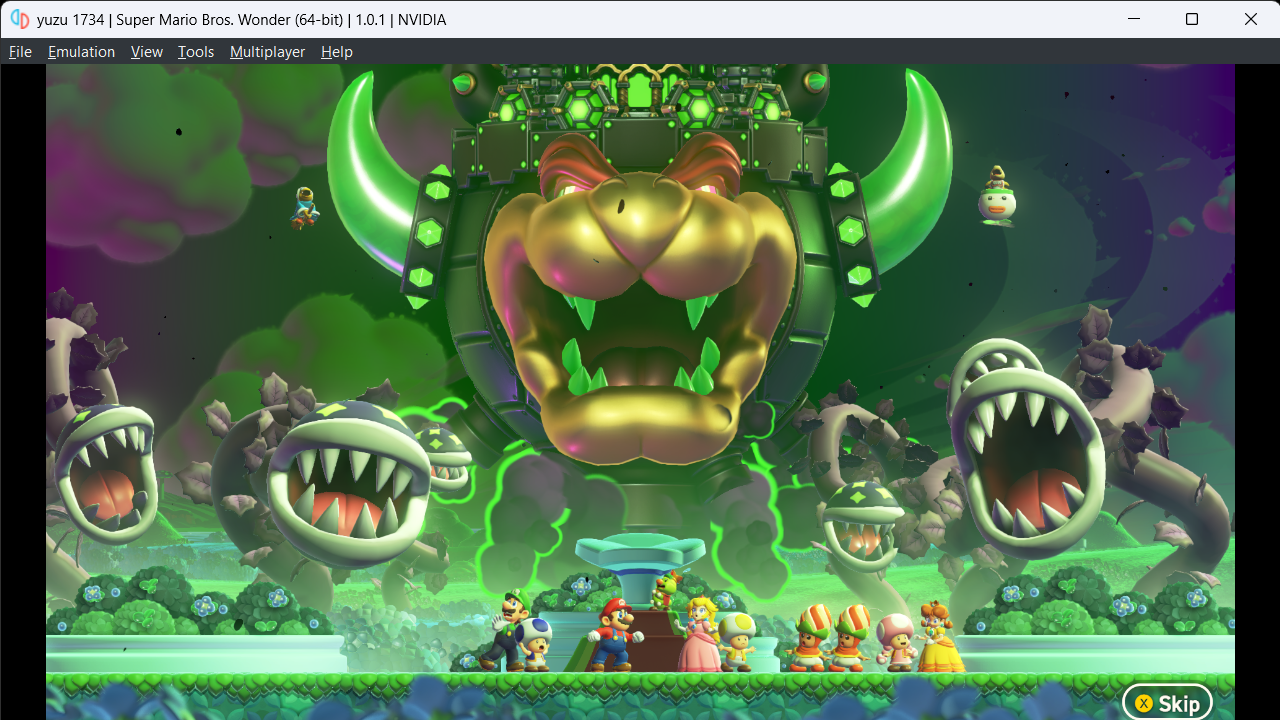 yuzu 1734 | Super Mario Bros. Wonder (64-bit) | 1.0.1 | NVIDIA
File Emulation View Tools Multiplayer Help
X Skip